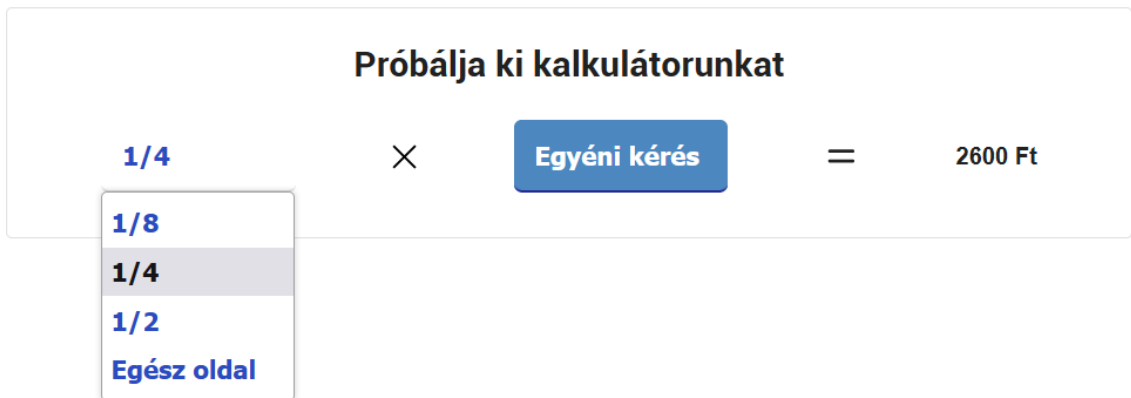 Próbálja ki kalkulátorunkat
1/4 × Egyéni kérés = 2600 Ft
1/8
1/4
1/2
Egész oldal